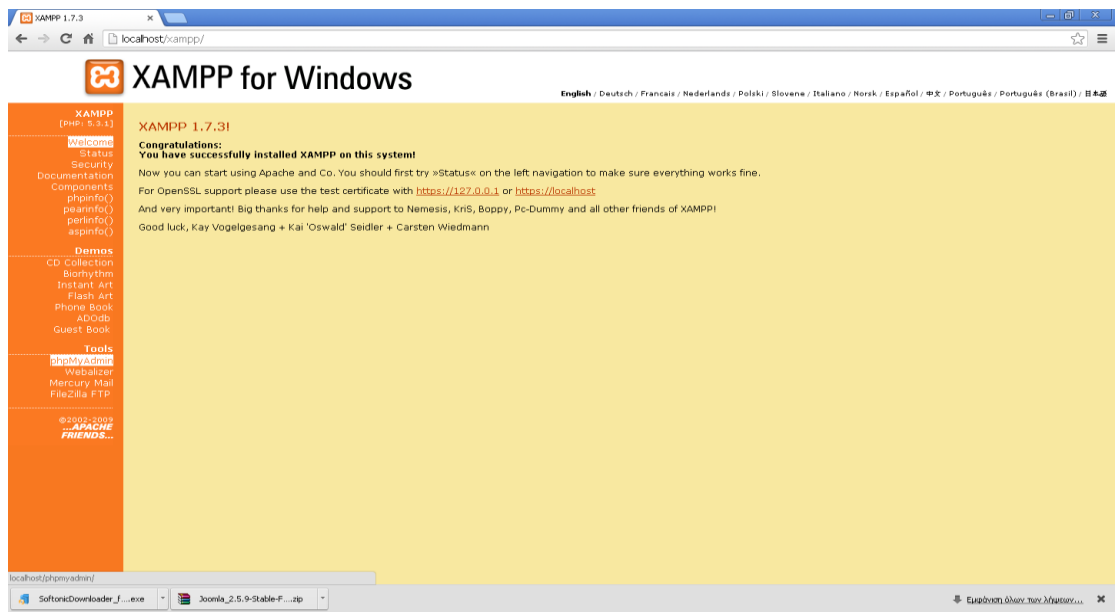 XAMPP 1.7.3
localhost/xampp/
XAMPP for Windows
English / Deutsch / Francais / Nederlands / Polski / Slovene / Italiano / Norsk / Español / 中文 / Português / Português (Brasil) / 日本語
XAMPP
[PHP: 5.3.1]
Welcome
Status
Security
Documentation
Components
phpinfo()
pearinfo()
perlinfo()
aspinfo()
Demos
CD Collection
Biorhythm
Instant Art
Flash Art
Phone Book
ADOdb
Guest Book
Tools
phpMyAdmin
Webalizer
Mercury Mail
FileZilla FTP
©2002-2009
...APACHE
FRIENDS...
XAMPP 1.7.3!
Congratulations:
You have successfully installed XAMPP on this system!
Now you can start using Apache and Co. You should first try »Status« on the left navigation to make sure everything works fine.
For OpenSSL support please use the test certificate with https://127.0.0.1 or https://localhost
And very important! Big thanks for help and support to Nemesis, KriS, Boppy, Pc-Dummy and all other friends of XAMPP!
Good luck, Kay Vogelgesang + Kai 'Oswald' Seidler + Carsten Wiedmann
localhost/phpmyadmin/
SoftonicDownloader_f....exe
Joomla_2.5.9-Stable-F....zip
Εμφάνιση όλων των λήψεων...